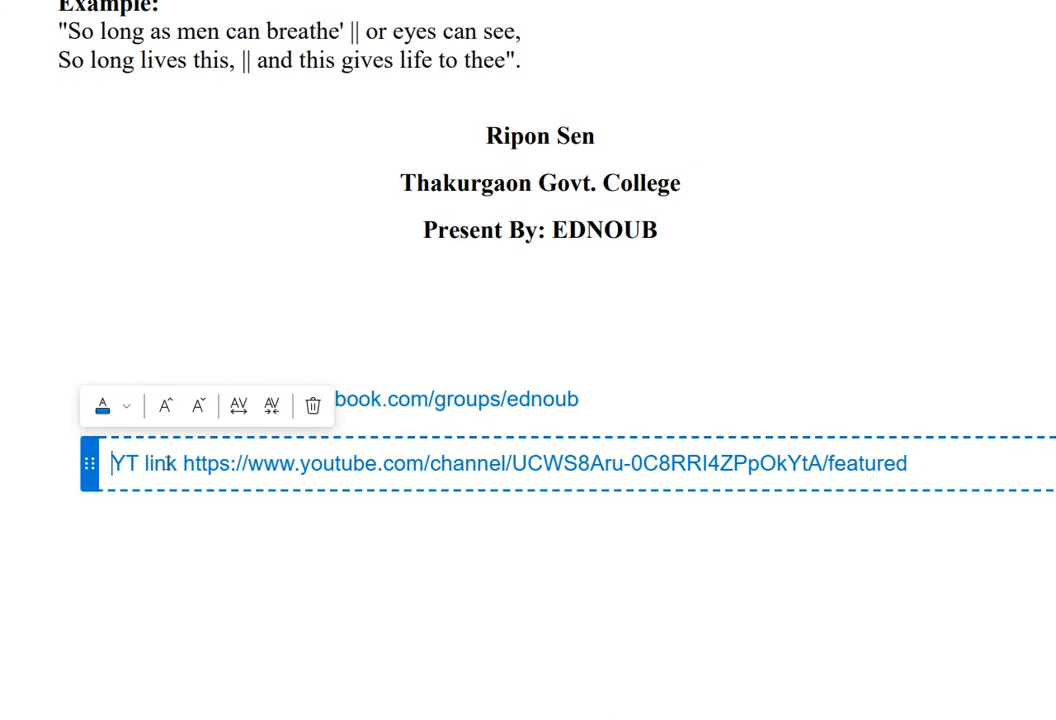 Example:
"So long as men can breathe' || or eyes can see,
So long lives this, || and this gives life to thee".
Ripon Sen
Thakurgaon Govt. College
Present By: EDNOUB
book.com/groups/ednoub
YT link https://www.youtube.com/channel/UCWS8Aru-0C8RRI4ZPpOkYtA/featured